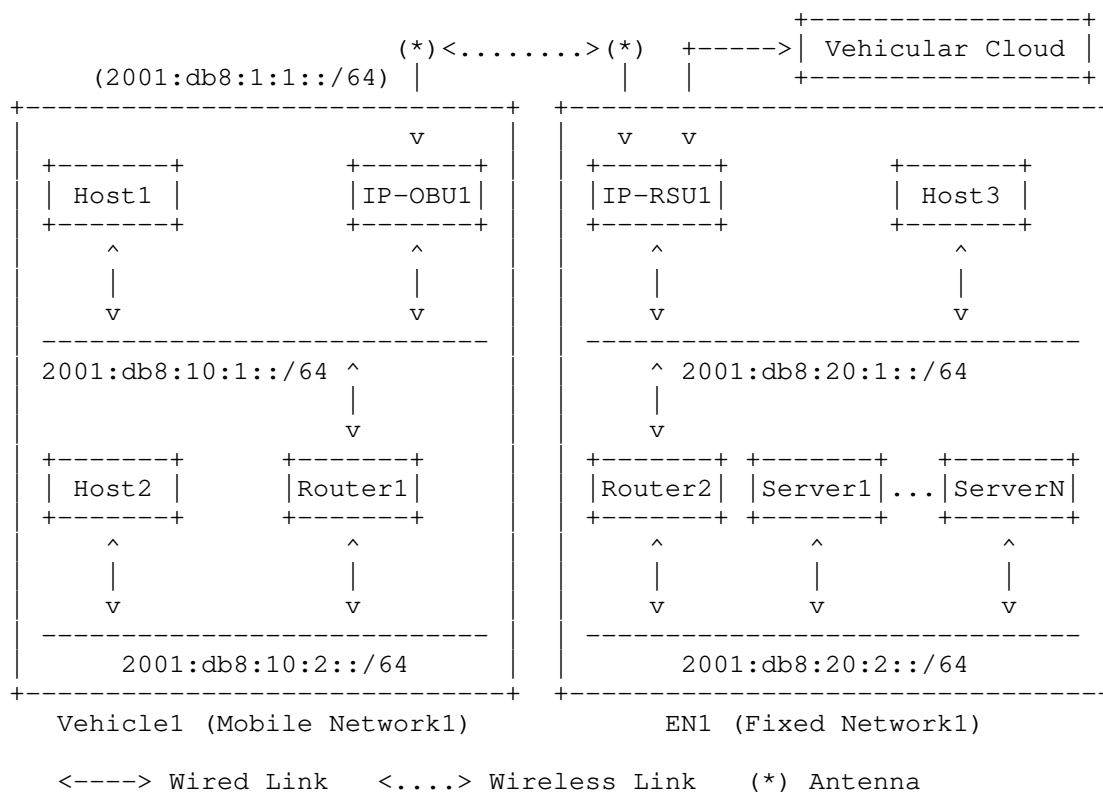 +-----------------+
                        (*)<........>(*)  +----->| Vehicular Cloud |
     (2001:db8:1:1::/64) |            |   |      +-----------------+
+------------------------------+  +---------------------------------
|                        v     |  |   v   v
| +-------+          +-------+ |  | +-------+          +-------+
| | Host1 |          |IP-OBU1| |  | |IP-RSU1|          | Host3 |
| +-------+          +-------+ |  | +-------+          +-------+
|     ^                  ^     |  |     ^                  ^
|     |                  |     |  |     |                  |
|     v                  v     |  |     v                  v
| ---------------------------- |  | -------------------------------
| 2001:db8:10:1::/64 ^         |  |     ^ 2001:db8:20:1::/64
|                    |         |  |     |
|                    v         |  |     v
| +-------+      +-------+     |  | +-------+ +-------+   +-------+
| | Host2 |      |Router1|     |  | |Router2| |Server1|...|ServerN|
| +-------+      +-------+     |  | +-------+ +-------+   +-------+
|     ^              ^         |  |     ^         ^           ^
|     |              |         |  |     |         |           |
|     v              v         |  |     v         v           v
| ---------------------------- |  | -------------------------------
|      2001:db8:10:2::/64      |  |       2001:db8:20:2::/64
+------------------------------+  +---------------------------------
   Vehicle1 (Mobile Network1)            EN1 (Fixed Network1)
   <----> Wired Link   <....> Wireless Link   (*) Antenna